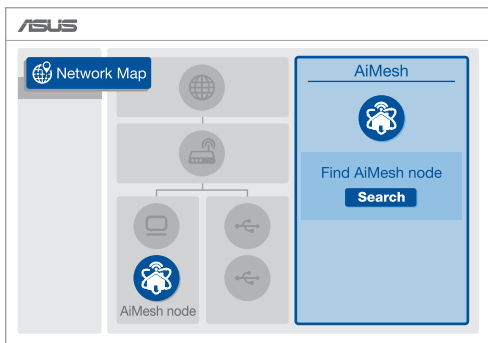 ASUS
Network Map
AiMesh
Find AiMesh node
Search
AiMesh node